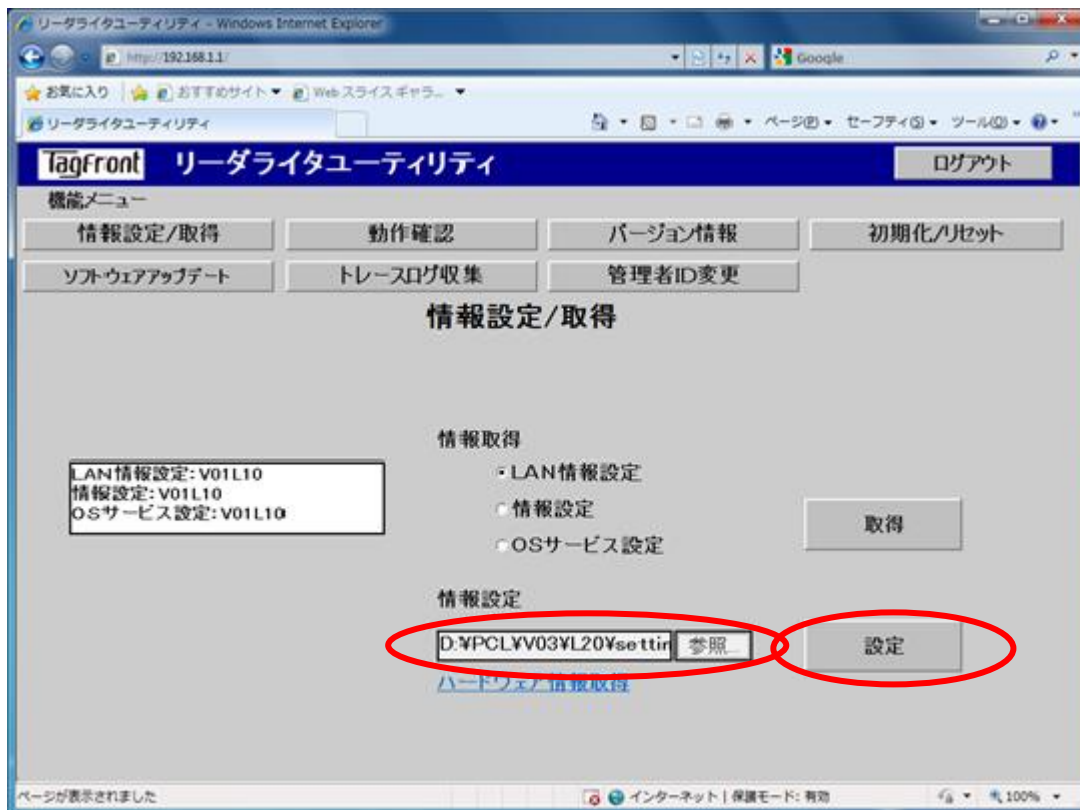 リーダライタユーティリティ - Windows Internet Explorer
http://192.168.1.1/
Google
お気に入り おすすめサイト Web スライス ギャラ...
リーダライタユーティリティ
ページ(P) セーフティ(S) ツール(O)
TagFront リーダライタユーティリティ ログアウト
機能メニュー
情報設定/取得 動作確認 バージョン情報 初期化/リセット
ソフトウェアアップデート トレースログ収集 管理者ID変更
情報設定/取得
情報取得
LAN情報設定: V01L10
情報設定: V01L10
OSサービス設定: V01L10
LAN情報設定
情報設定
OSサービス設定
取得
情報設定
D:¥PCL¥V03¥L20¥settin 参照... 設定
ハードウェア情報取得
ページが表示されました インターネット | 保護モード: 有効 100%